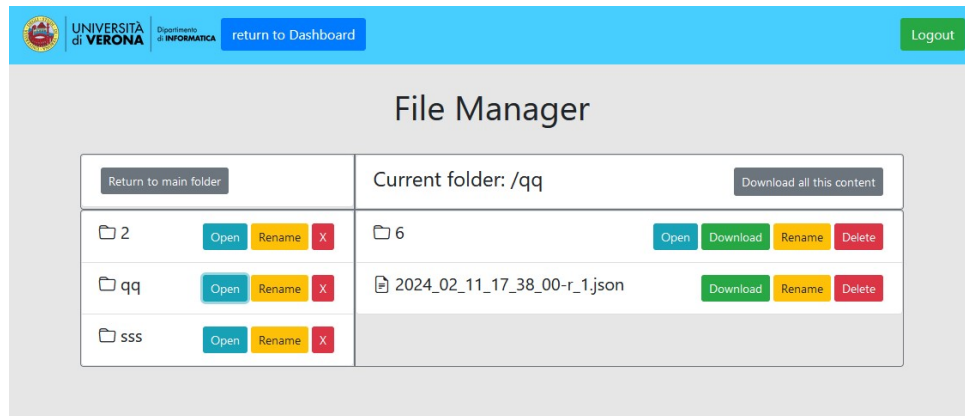 UNIVERSITÀ
di VERONA
Dipartimento
di INFORMATICA
return to Dashboard
Logout
File Manager
Return to main folder
Current folder: /qq
Download all this content
2 Open Rename X
qq Open Rename X
sss Open Rename X
6 Open Download Rename Delete
2024_02_11_17_38_00-r_1.json Download Rename Delete